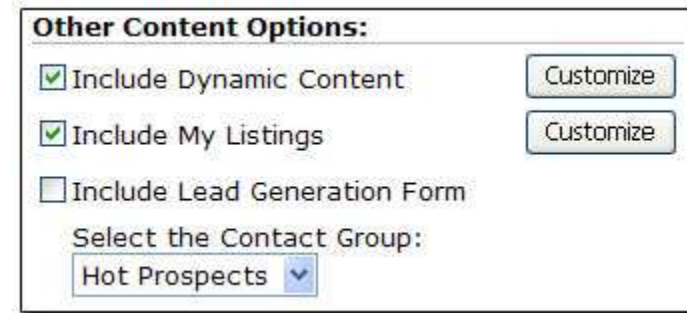 Other Content Options:
Include Dynamic Content Customize
Include My Listings Customize
Include Lead Generation Form
Select the Contact Group:
Hot Prospects